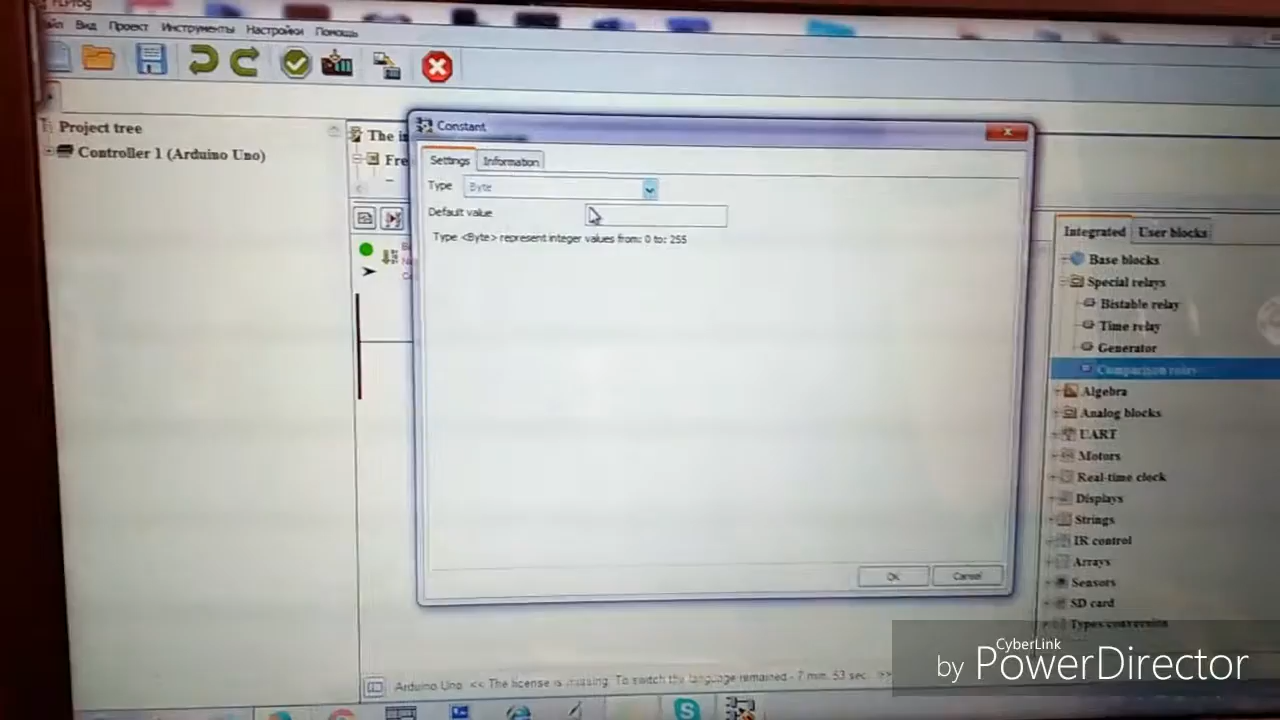 FLProg
Вид Проект Инструменты Настройки Помощь
Project tree
Controller 1 (Arduino Uno)
The
Fre
Constant
Settings Information
Type Byte
Default value
Type <Byte> represent integer values from: 0 to: 255
Ok Cancel
Integrated User blocks
Base blocks
Special relays
Bistable relay
Time relay
Generator
Comparison relay
Algebra
Analog blocks
UART
Motors
Real-time clock
Displays
Strings
IR control
Arrays
Sensors
SD card
Types conversion
Arduino Uno << The license is missing. To switch the language remained - 7 min. 53 sec. >>
by CyberLink PowerDirector